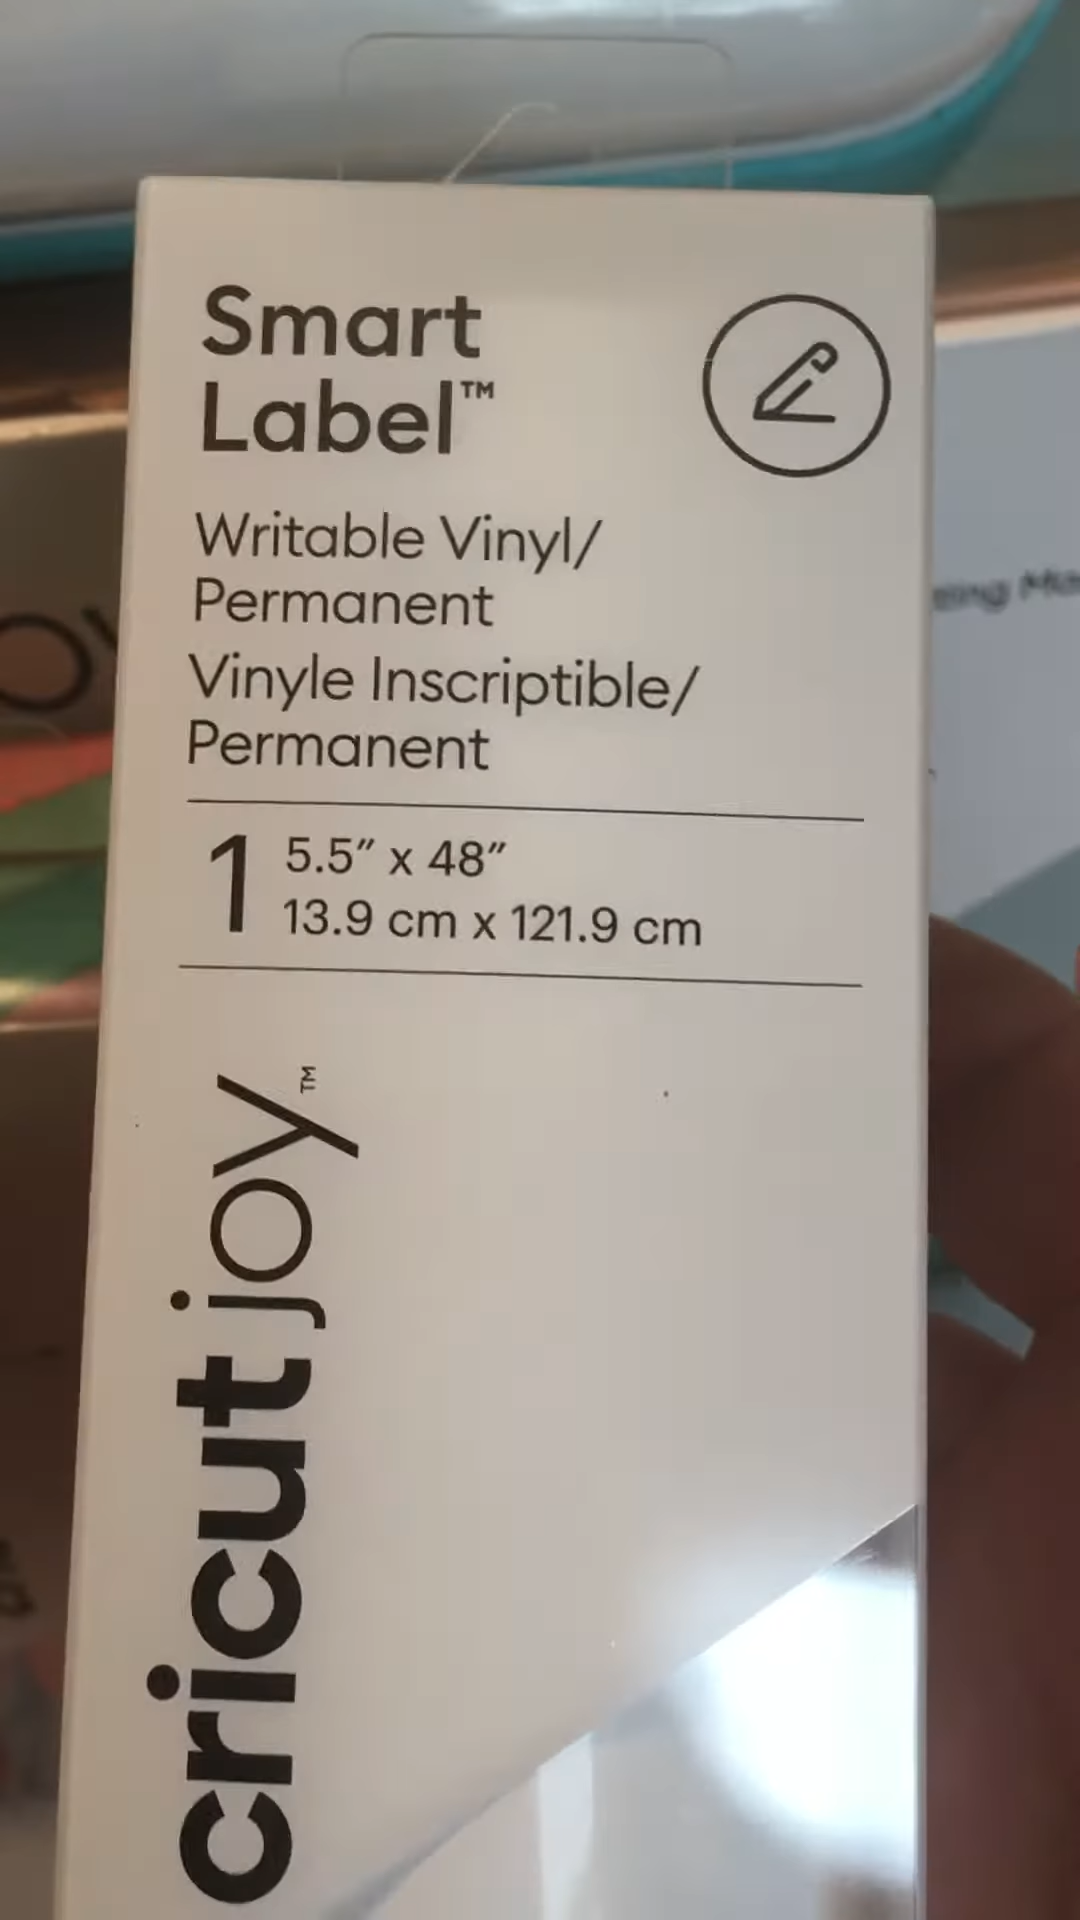 Smart
Label™
Writable Vinyl/
Permanent
Vinyle Inscriptible/
Permanent
1 5.5″ x 48″
13.9 cm x 121.9 cm
cricut joy™